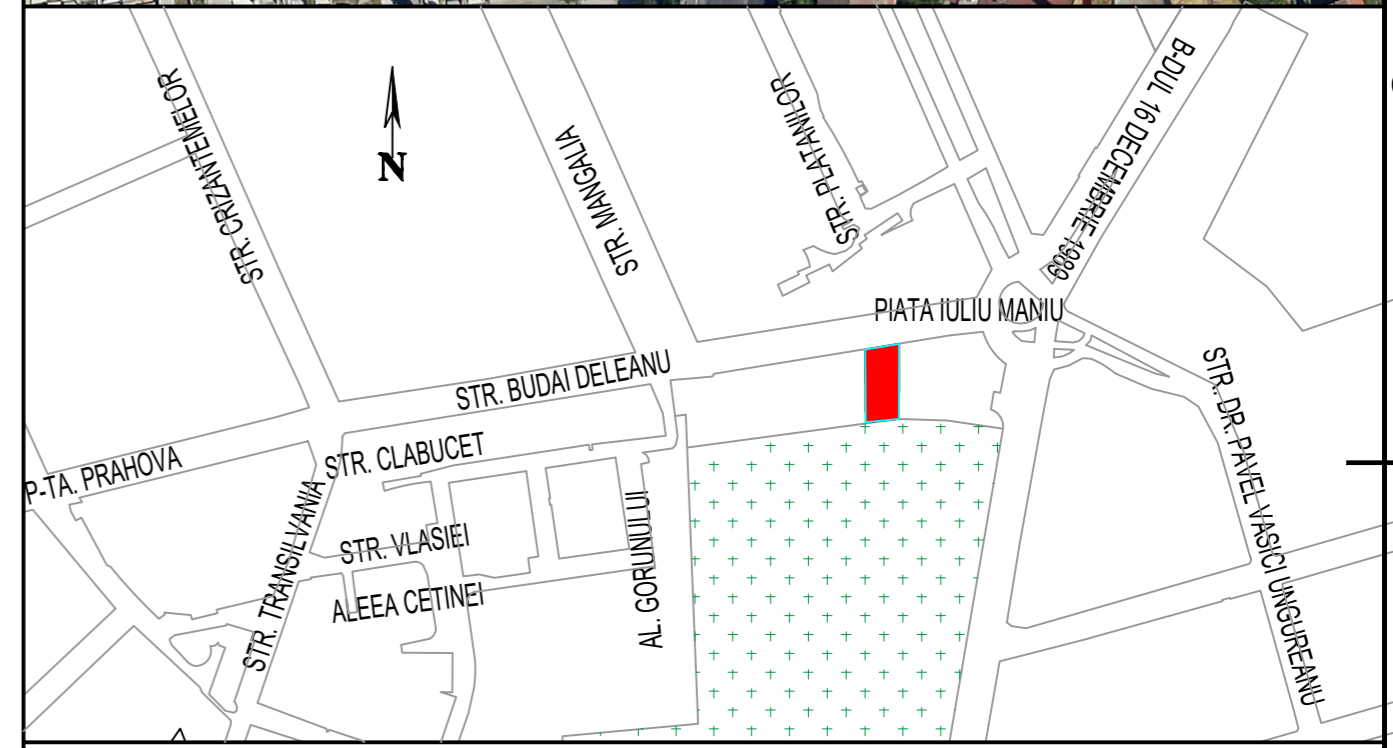 STR. CRIZANTEMELOR
N
STR. MANGALIA
STR. PLATANILOR
B-DUL 16 DECEMBRIE 1989
PIATA IULIU MANIU
STR. BUDAI DELEANU
STR. CLABUCET
P-TA. PRAHOVA
STR. TRANSILVANIA
STR. VLASIEI
ALEEA CETINEI
AL. GORUNULUI
STR. DR. PAVEL VASICI UNGUREANU